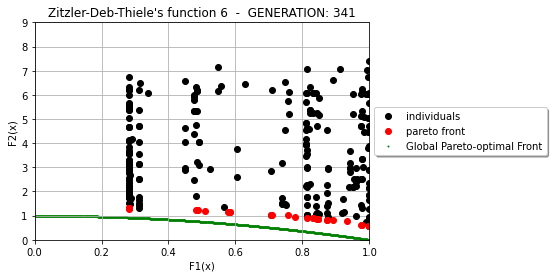 Zitzler-Deb-Thiele's function 6 - GENERATION: 341
9
8
7
6
5
4
3
2
1
0
F2(x)
0.0 0.2 0.4 0.6 0.8 1.0
F1(x)
individuals
pareto front
Global Pareto-optimal Front